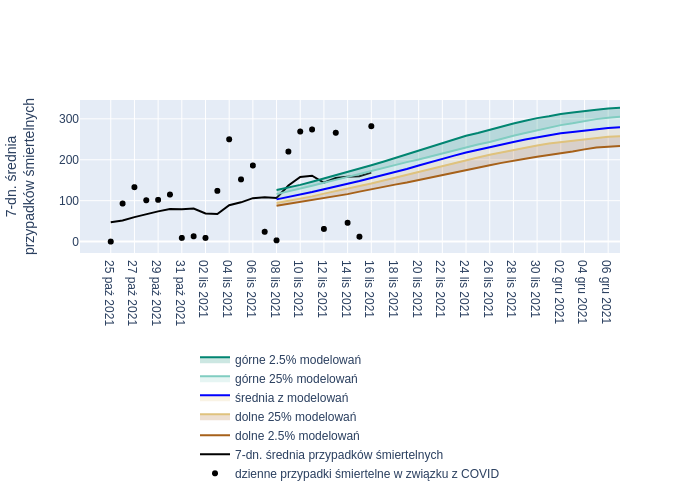 7-dn. średnia
przypadków śmiertelnych
300
200
100
0
25 paź 2021
27 paź 2021
29 paź 2021
31 paź 2021
02 lis 2021
04 lis 2021
06 lis 2021
08 lis 2021
10 lis 2021
12 lis 2021
14 lis 2021
16 lis 2021
18 lis 2021
20 lis 2021
22 lis 2021
24 lis 2021
26 lis 2021
28 lis 2021
30 lis 2021
02 gru 2021
04 gru 2021
06 gru 2021
górne 2.5% modelowań
górne 25% modelowań
średnia z modelowań
dolne 25% modelowań
dolne 2.5% modelowań
7-dn. średnia przypadków śmiertelnych
dzienne przypadki śmiertelne w związku z COVID